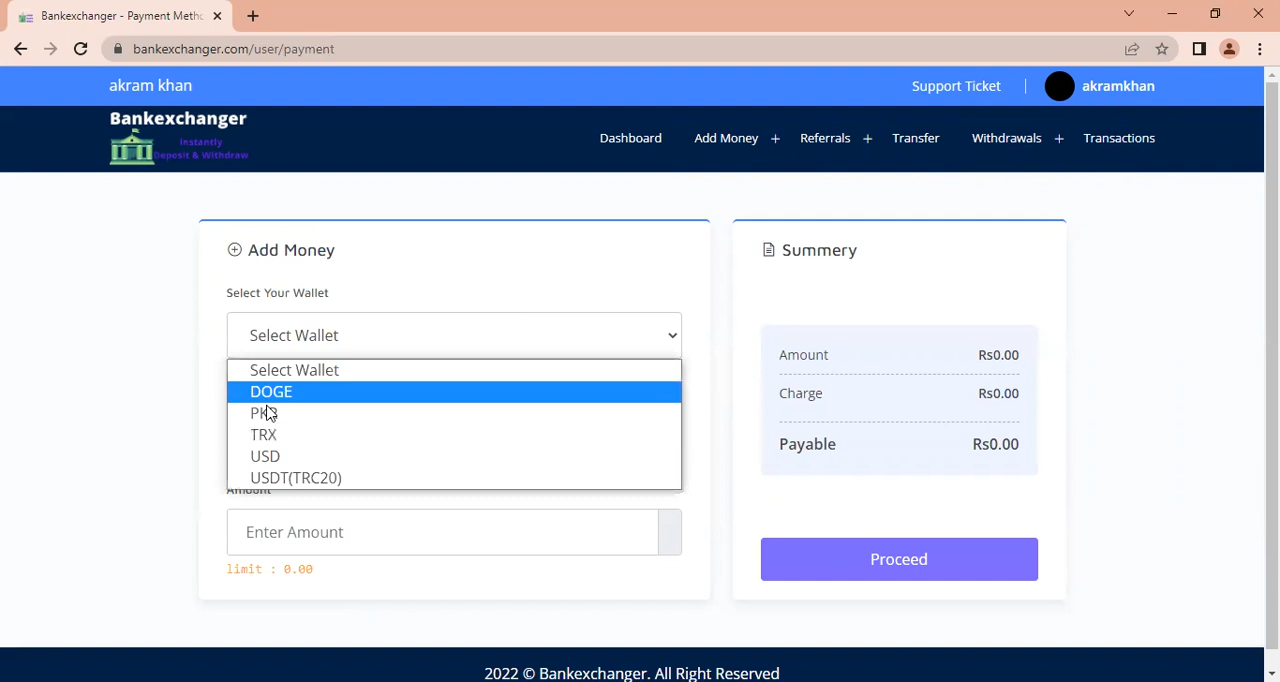 Bankexchanger - Payment Metho
bankexchanger.com/user/payment
akram khan
Support Ticket
akramkhan
Bankexchanger
Instantly
Deposit & Withdraw
Dashboard
Add Money +
Referrals +
Transfer
Withdrawals +
Transactions
Add Money
Select Your Wallet
Select Wallet
Select Wallet
DOGE
TRX
USD
USDT(TRC20)
Amount
Enter Amount
limit : 0.00
Summery
Amount Rs0.00
Charge Rs0.00
Payable Rs0.00
Proceed
2022 © Bankexchanger. All Right Reserved